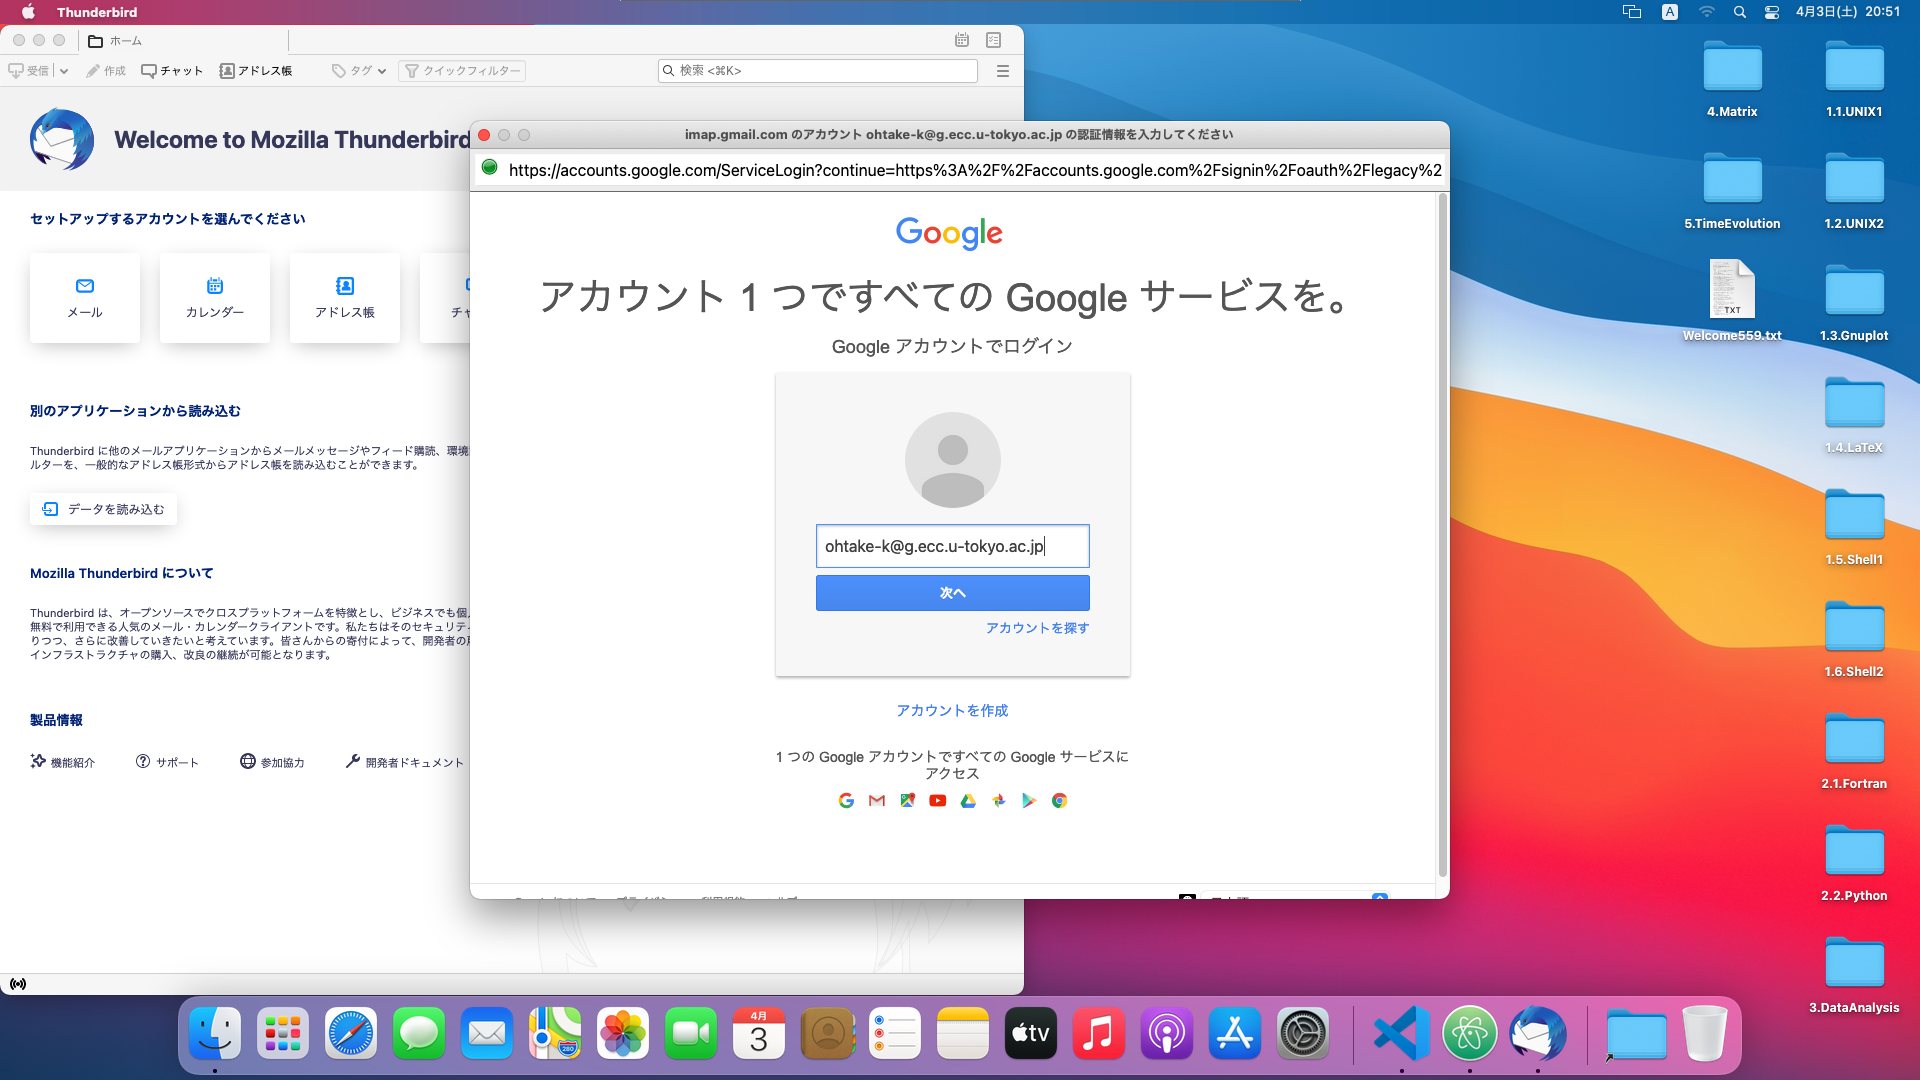 Thunderbird
A
4月3日(土) 20:51
ホーム
受信
作成
チャット
アドレス帳
タグ
クイックフィルター
検索 <⌘K>
Welcome to Mozilla Thunderbird
セットアップするアカウントを選んでください
メール
カレンダー
アドレス帳
チャ
別のアプリケーションから読み込む
Thunderbird に他のメールアプリケーションからメールメッセージやフィード購読、環境
ルターを、一般的なアドレス帳形式からアドレス帳を読み込むことができます。
データを読み込む
Mozilla Thunderbird について
Thunderbird は、オープンソースでクロスプラットフォームを特徴とし、ビジネスでも個
無料で利用できる人気のメール・カレンダークライアントです。私たちはそのセキュリティ
りつつ、さらに改善していきたいと考えています。皆さんからの寄付によって、開発者の
インフラストラクチャの購入、改良の継続が可能となります。
製品情報
機能紹介
サポート
参加協力
開発者ドキュメント
imap.gmail.com のアカウント ohtake-k@g.ecc.u-tokyo.ac.jp の認証情報を入力してください
https://accounts.google.com/ServiceLogin?continue=https%3A%2F%2Faccounts.google.com%2Fsignin%2Foauth%2Flegacy%2
Google
アカウント 1 つですべての Google サービスを。
Google アカウントでログイン
ohtake-k@g.ecc.u-tokyo.ac.jp
次へ
アカウントを探す
アカウントを作成
1 つの Google アカウントですべての Google サービスに
アクセス
4.Matrix
1.1.UNIX1
5.TimeEvolution
1.2.UNIX2
TXT
Welcome559.txt
1.3.Gnuplot
1.4.LaTeX
1.5.Shell1
1.6.Shell2
2.1.Fortran
2.2.Python
3.DataAnalysis
4月
3
280
tv